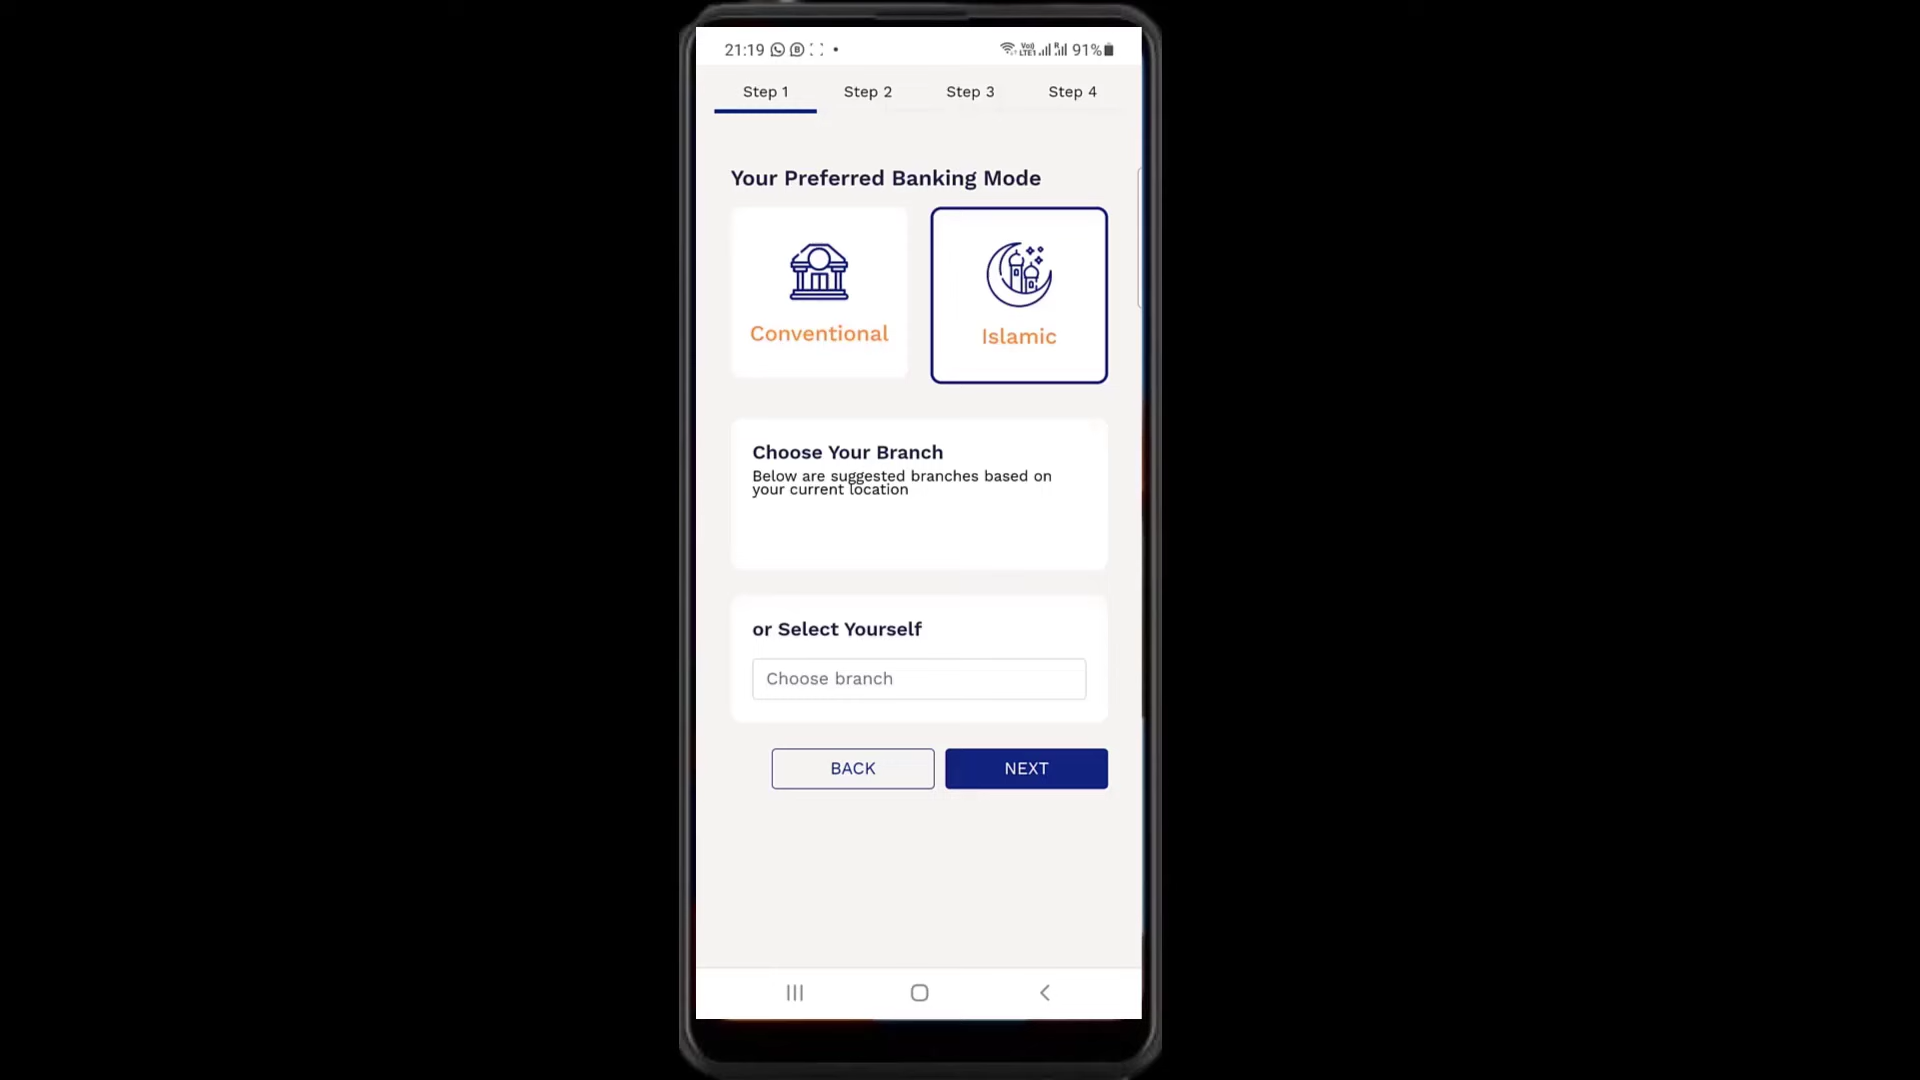 21:19
91%
Step 1 Step 2 Step 3 Step 4
Your Preferred Banking Mode
Conventional
Islamic
Choose Your Branch
Below are suggested branches based on
your current location
or Select Yourself
Choose branch
BACK NEXT